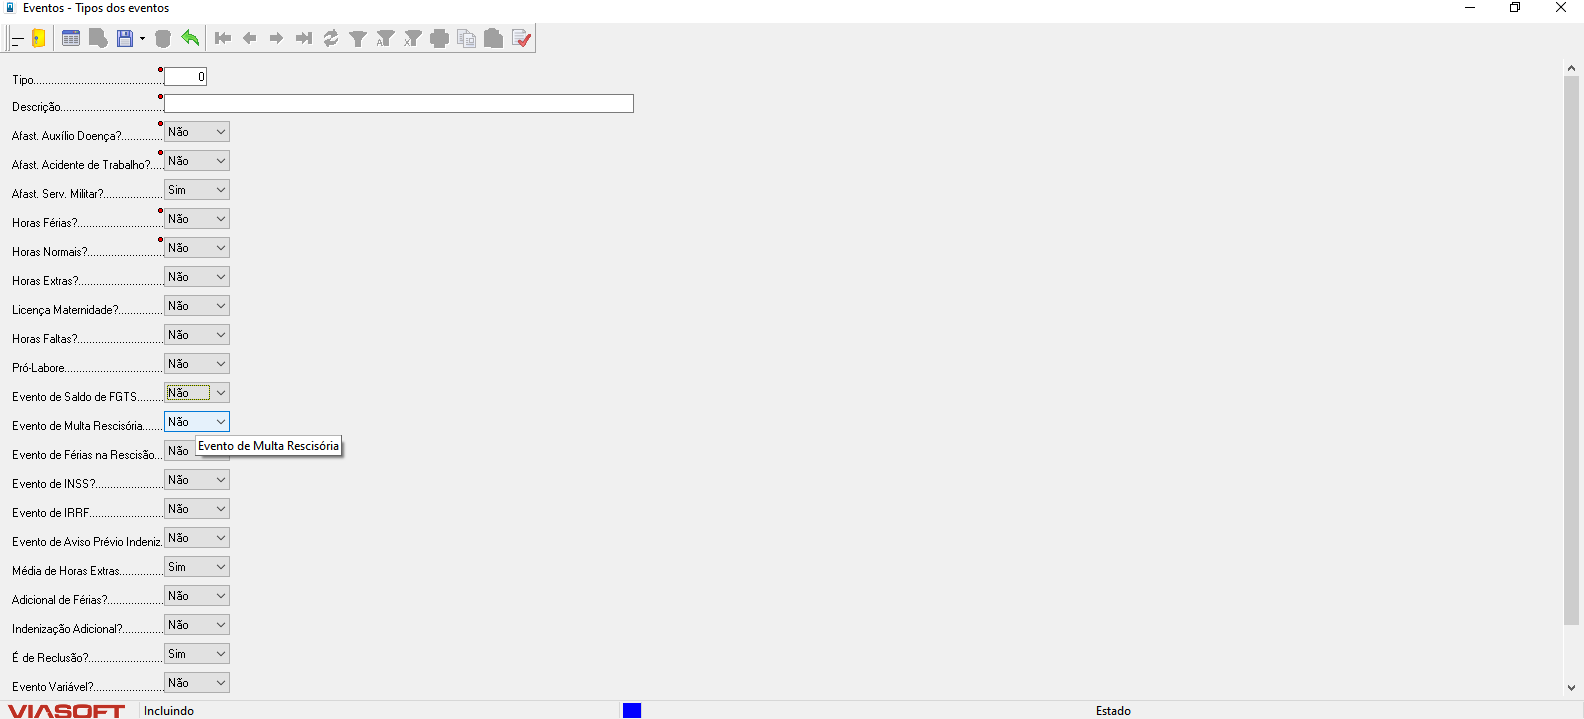 Eventos - Tipos dos eventos
Tipo 0
Descrição
Afast. Auxílio Doença? Não
Afast. Acidente de Trabalho? Não
Afast. Serv. Militar? Sim
Horas Férias? Não
Horas Normais? Não
Horas Extras? Não
Licença Maternidade? Não
Horas Faltas? Não
Pró-Labore Não
Evento de Saldo de FGTS Não
Evento de Multa Rescisória Não
Evento de Multa Rescisória
Evento de Férias na Rescisão Não
Evento de INSS? Não
Evento de IRRF Não
Evento de Aviso Prévio Indeniz. Não
Média de Horas Extras Sim
Adicional de Férias? Não
Indenização Adicional? Não
É de Reclusão? Sim
Evento Variável? Não
VIASOFT Incluindo Estado